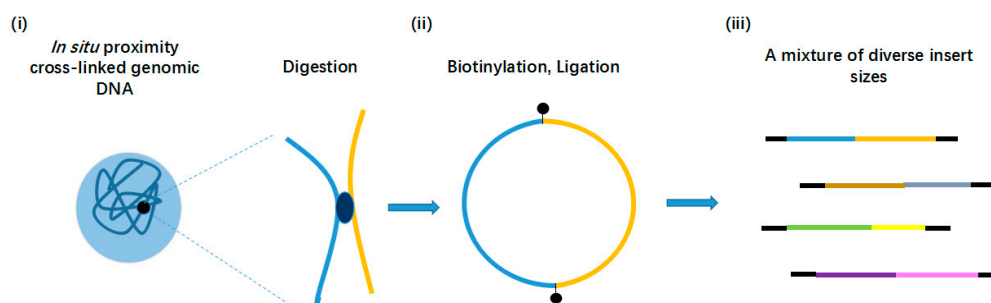 (i)
In situ proximity
cross-linked genomic
DNA
Digestion
(ii)
Biotinylation, Ligation
(iii)
A mixture of diverse insert
sizes